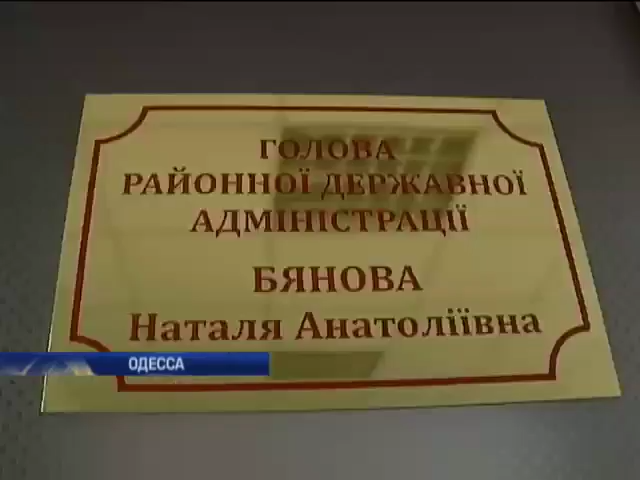 ГОЛОВА
РАЙОННОЇ ДЕРЖАВНОЇ
АДМІНІСТРАЦІЇ
БЯНОВА
Наталя Анатоліївна
ОДЕССА